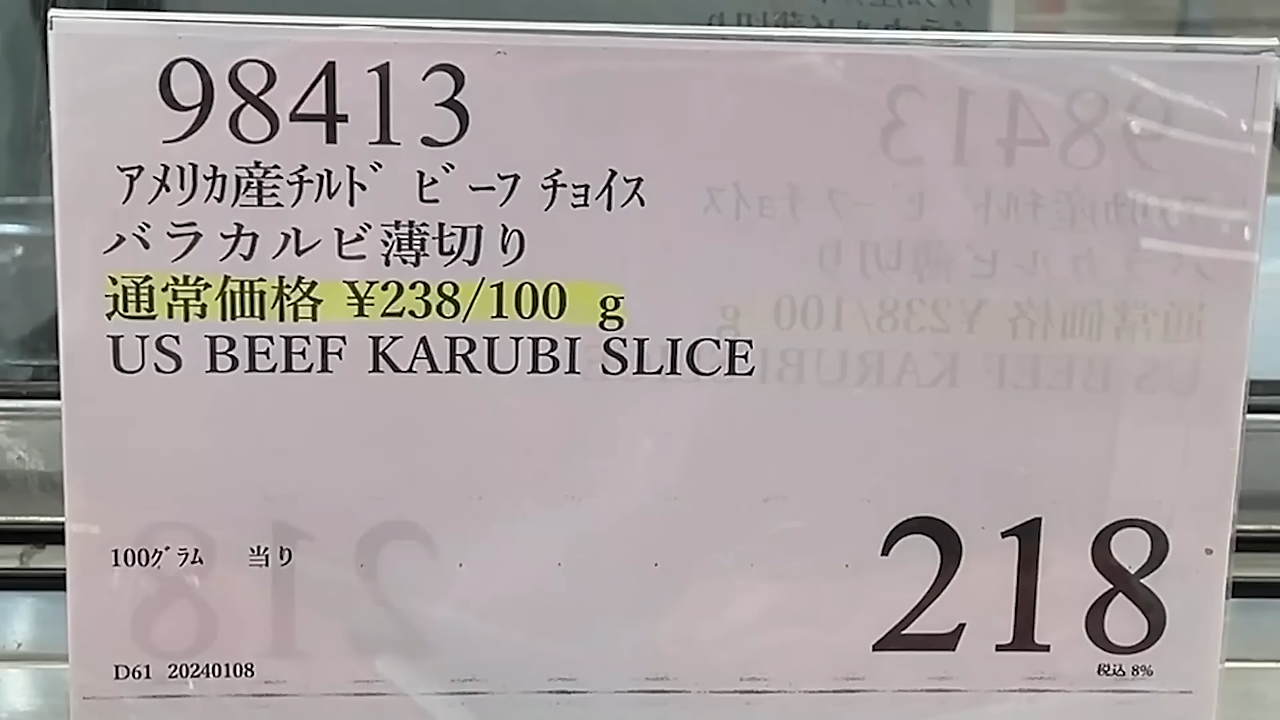 98413
アメリカ産チルド ビーフ チョイス
バラカルビ薄切り
通常価格 ¥238/100 g
US BEEF KARUBI SLICE
100グラム 当り
218
D61 20240108
税込 8%